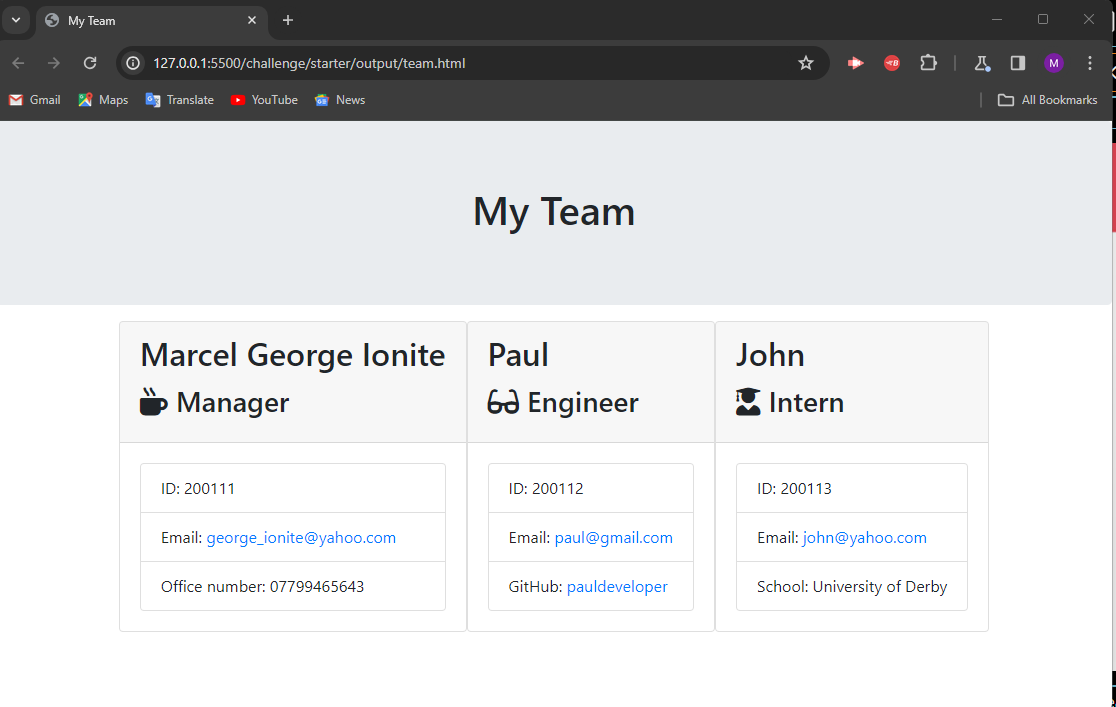 My Team
127.0.0.1:5500/challenge/starter/output/team.html
M
Gmail
Maps
Translate
YouTube
News
All Bookmarks
My Team
Marcel George Ionite
Manager
ID: 200111
Email: george_ionite@yahoo.com
Office number: 07799465643
Paul
Engineer
ID: 200112
Email: paul@gmail.com
GitHub: pauldeveloper
John
Intern
ID: 200113
Email: john@yahoo.com
School: University of Derby